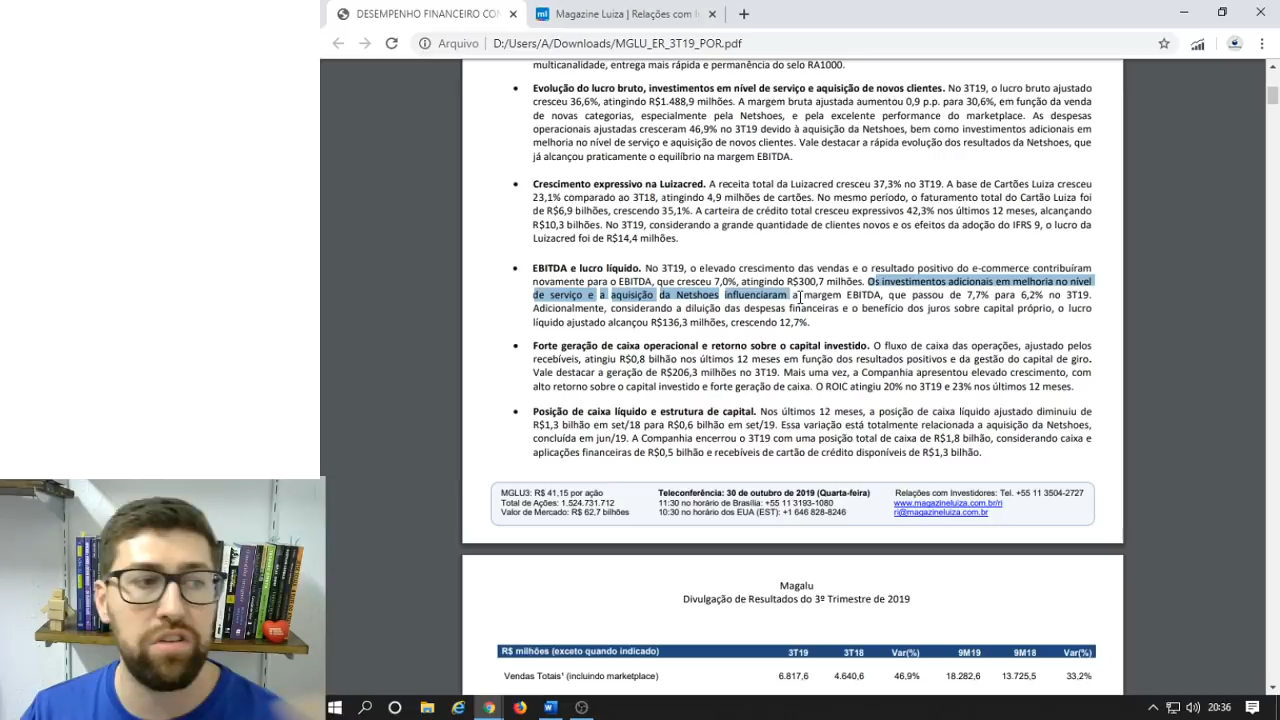 DESEMPENHO FINANCEIRO CON
Magazine Luiza | Relações com I
Arquivo
D:/Users/A/Downloads/MGLU_ER_3T19_POR.pdf
multicanalidade, entrega mais rápida e permanência do selo RA1000.
• Evolução do lucro bruto, investimentos em nível de serviço e aquisição de novos clientes. No 3T19, o lucro bruto ajustado
cresceu 36,6%, atingindo R$1.488,9 milhões. A margem bruta ajustada aumentou 0,9 p.p. para 30,6%, em função da venda
de novas categorias, especialmente pela Netshoes, e pela excelente performance do marketplace. As despesas
operacionais ajustadas cresceram 46,9% no 3T19 devido à aquisição da Netshoes, bem como investimentos adicionais em
melhoria no nível de serviço e aquisição de novos clientes. Vale destacar a rápida evolução dos resultados da Netshoes, que
já alcançou praticamente o equilíbrio na margem EBITDA.
• Crescimento expressivo na Luizacred. A receita total da Luizacred cresceu 37,3% no 3T19. A base de Cartões Luiza cresceu
23,1% comparado ao 3T18, atingindo 4,9 milhões de cartões. No mesmo período, o faturamento total do Cartão Luiza foi
de R$6,9 bilhões, crescendo 35,1%. A carteira de crédito total cresceu expressivos 42,3% nos últimos 12 meses, alcançando
R$10,3 bilhões. No 3T19, considerando a grande quantidade de clientes novos e os efeitos da adoção do IFRS 9, o lucro da
Luizacred foi de R$14,4 milhões.
• EBITDA e lucro líquido. No 3T19, o elevado crescimento das vendas e o resultado positivo do e-commerce contribuíram
novamente para o EBITDA, que cresceu 7,0%, atingindo R$300,7 milhões. Os investimentos adicionais em melhoria no nível
de serviço e a aquisição da Netshoes influenciaram a margem EBITDA, que passou de 7,7% para 6,2% no 3T19.
Adicionalmente, considerando a diluição das despesas financeiras e o benefício dos juros sobre capital próprio, o lucro
líquido ajustado alcançou R$136,3 milhões, crescendo 12,7%.
• Forte geração de caixa operacional e retorno sobre o capital investido. O fluxo de caixa das operações, ajustado pelos
recebíveis, atingiu R$0,8 bilhão nos últimos 12 meses em função dos resultados positivos e da gestão do capital de giro.
Vale destacar a geração de R$206,3 milhões no 3T19. Mais uma vez, a Companhia apresentou elevado crescimento, com
alto retorno sobre o capital investido e forte geração de caixa. O ROIC atingiu 20% no 3T19 e 23% nos últimos 12 meses.
• Posição de caixa líquido e estrutura de capital. Nos últimos 12 meses, a posição de caixa líquido ajustado diminuiu de
R$1,3 bilhão em set/18 para R$0,6 bilhão em set/19. Essa variação está totalmente relacionada a aquisição da Netshoes,
concluída em jun/19. A Companhia encerrou o 3T19 com uma posição total de caixa de R$1,8 bilhão, considerando caixa e
aplicações financeiras de R$0,5 bilhão e recebíveis de cartão de crédito disponíveis de R$1,3 bilhão.
MGLU3: R$ 41,15 por ação
Total de Ações: 1.524.731.712
Valor de Mercado: R$ 62,7 bilhões
Teleconferência: 30 de outubro de 2019 (Quarta-feira)
11:30 no horário de Brasília: +55 11 3193-1080
10:30 no horário dos EUA (EST): +1 646 828-8246
Relações com Investidores: Tel. +55 11 3504-2727
www.magazineluiza.com.br/ri
ri@magazineluiza.com.br
Magalu
Divulgação de Resultados do 3º Trimestre de 2019
R$ milhões (exceto quando indicado) 3T19 3T18 Var(%) 9M19 9M18 Var(%)
Vendas Totais¹ (incluindo marketplace) 6.817,6 4.640,6 46,9% 18.282,6 13.725,5 33,2%
20:36